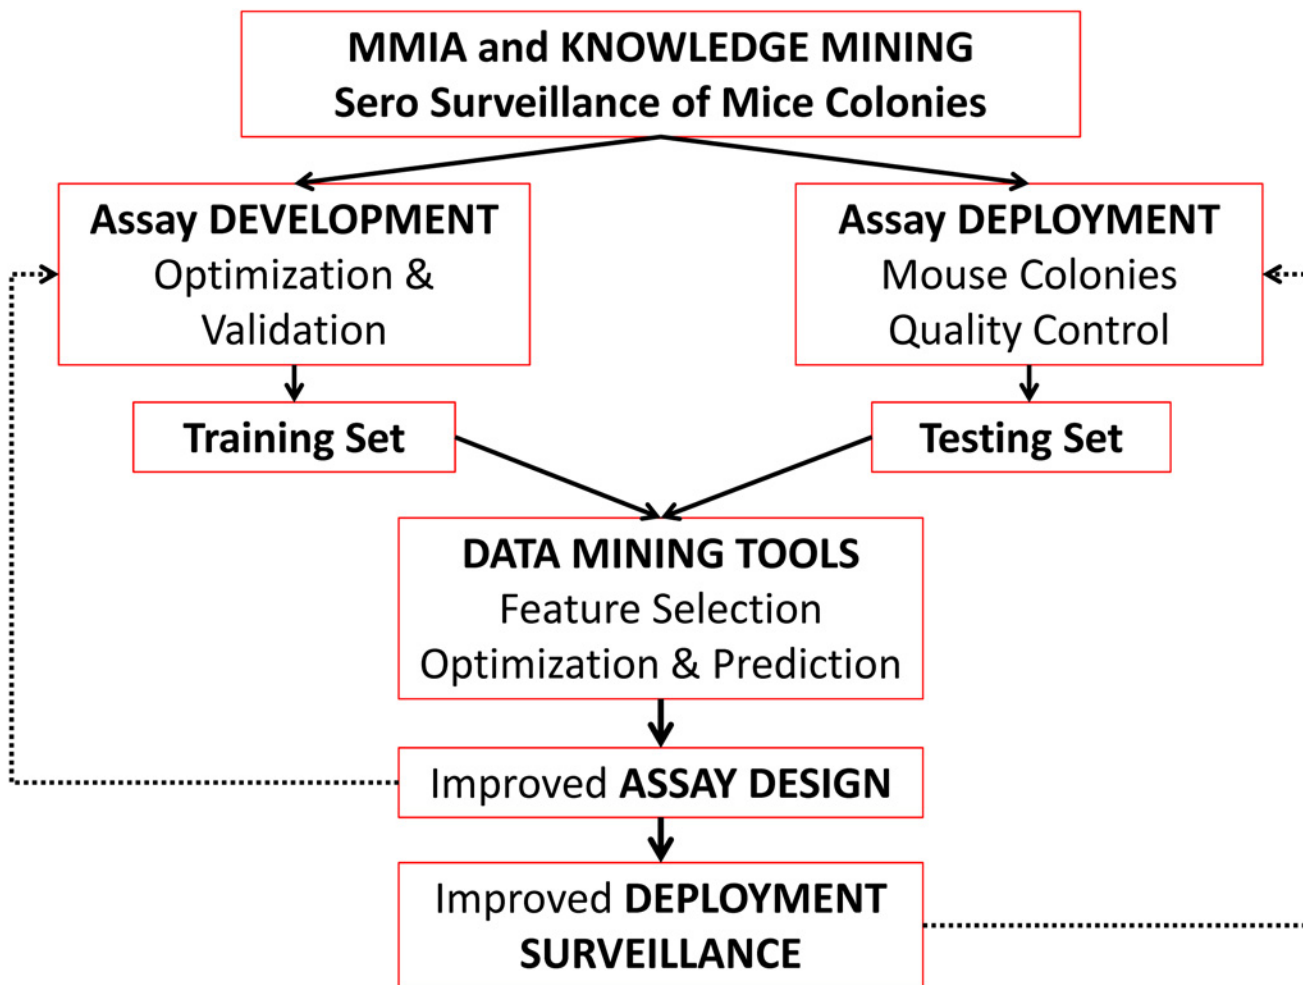 MMIA and KNOWLEDGE MINING
Sero Surveillance of Mice Colonies
Assay DEVELOPMENT
Optimization &
Validation
Assay DEPLOYMENT
Mouse Colonies
Quality Control
Training Set
Testing Set
DATA MINING TOOLS
Feature Selection
Optimization & Prediction
Improved ASSAY DESIGN
Improved DEPLOYMENT
SURVEILLANCE